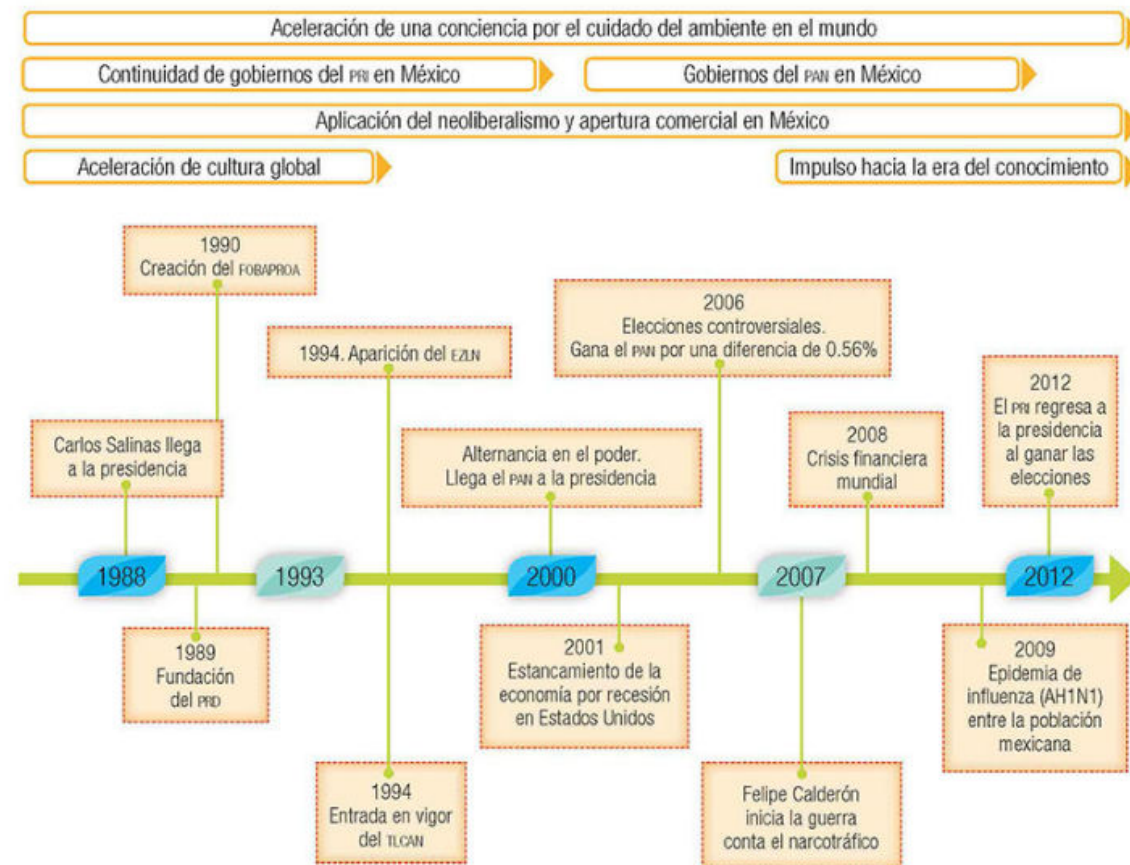 Aceleración de una conciencia por el cuidado del ambiente en el mundo
Continuidad de gobiernos del PRI en México
Gobiernos del PAN en México
Aplicación del neoliberalismo y apertura comercial en México
Aceleración de cultura global
Impulso hacia la era del conocimiento
1990
Creación del FOBAPROA
1994. Aparición del EZLN
2006
Elecciones controversiales.
Gana el PAN por una diferencia de 0.56%
Carlos Salinas llega
a la presidencia
Alternancia en el poder.
Llega el PAN a la presidencia
2008
Crisis financiera
mundial
2012
El PRI regresa a
la presidencia
al ganar las
elecciones
1988
1993
2000
2007
2012
1989
Fundación
del PRD
1994
Entrada en vigor
del TLCAN
2001
Estancamiento de la
economía por recesión
en Estados Unidos
Felipe Calderón
inicia la guerra
conta el narcotráfico
2009
Epidemia de
influenza (AH1N1)
entre la población
mexicana